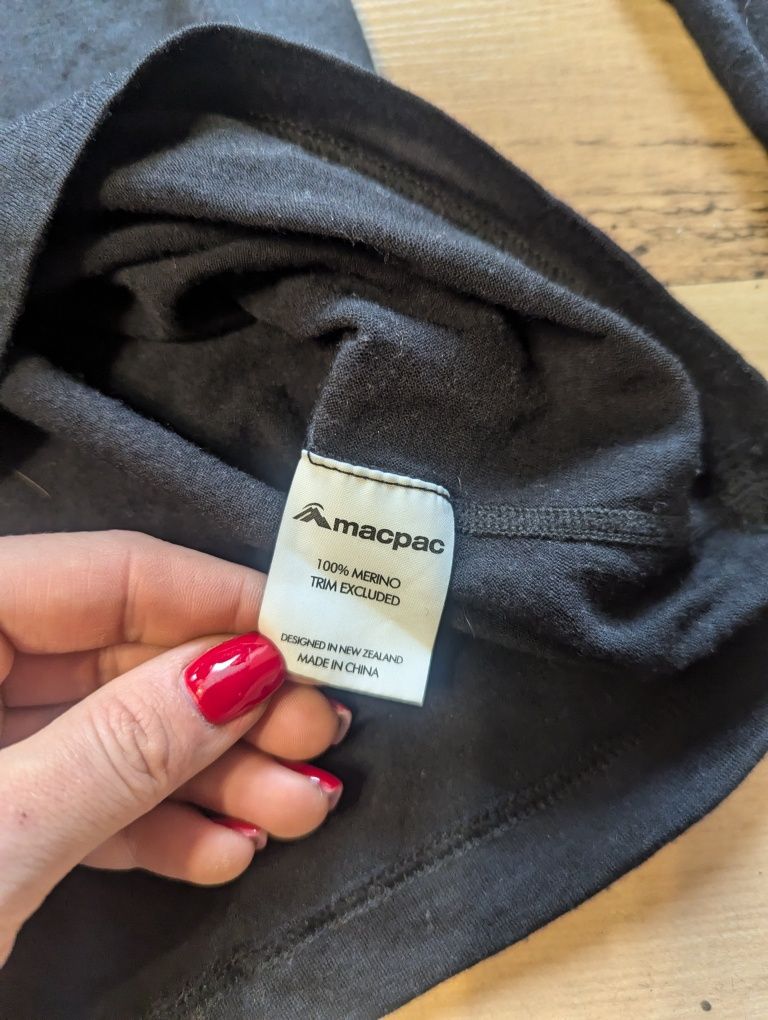 macpac
100% MERINO
TRIM EXCLUDED
DESIGNED IN NEW ZEALAND
MADE IN CHINA